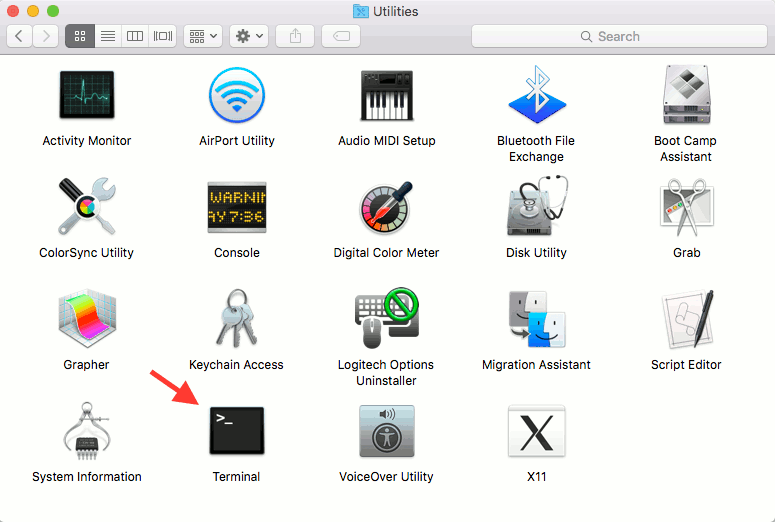 Utilities
Search
Activity Monitor
AirPort Utility
Audio MIDI Setup
Bluetooth File
Exchange
Boot Camp
Assistant
ColorSync Utility
WARNIN
AY 7:36
Console
Digital Color Meter
Disk Utility
Grab
Grapher
Keychain Access
Logitech Options
Uninstaller
Migration Assistant
Script Editor
System Information
>_
Terminal
VoiceOver Utility
X
X11